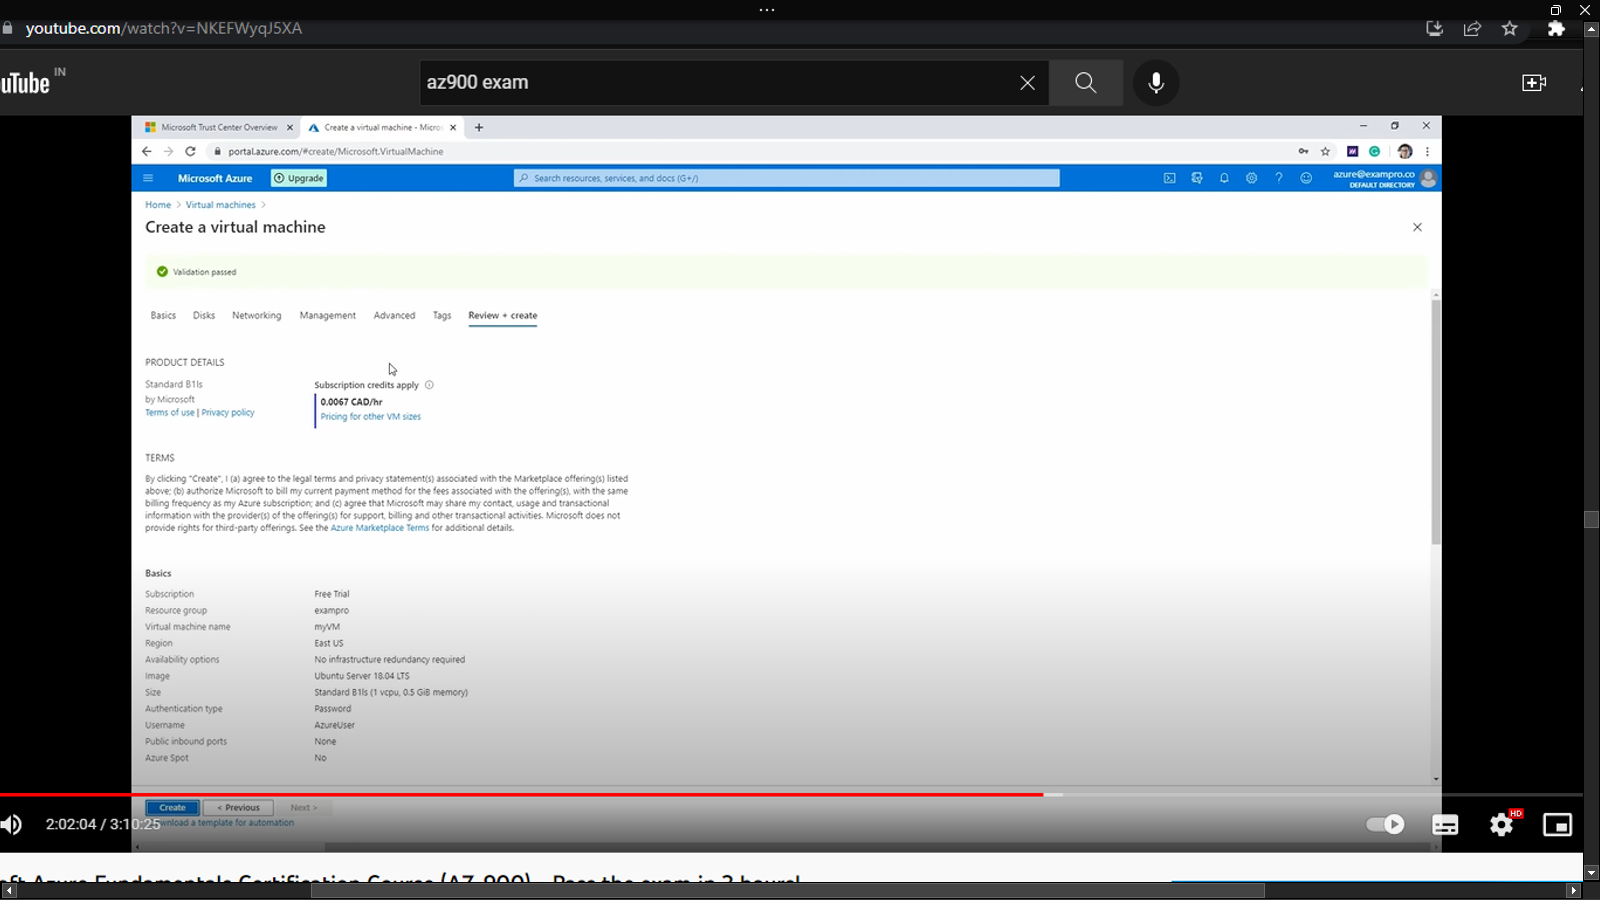 youtube.com/watch?v=NKEFWyqJ5XA
uTube IN
az900 exam
Microsoft Trust Center Overview
Create a virtual machine - Micros
portal.azure.com/#create/Microsoft.VirtualMachine
Microsoft Azure
Upgrade
Search resources, services, and docs (G+/)
azure@exampro.co
DEFAULT DIRECTORY
Home > Virtual machines >
Create a virtual machine
Validation passed
Basics Disks Networking Management Advanced Tags Review + create
PRODUCT DETAILS
Standard B1ls
by Microsoft
Terms of use | Privacy policy
Subscription credits apply
0.0067 CAD/hr
Pricing for other VM sizes
TERMS
By clicking "Create", I (a) agree to the legal terms and privacy statement(s) associated with the Marketplace offering(s) listed
above; (b) authorize Microsoft to bill my current payment method for the fees associated with the offering(s), with the same
billing frequency as my Azure subscription; and (c) agree that Microsoft may share my contact, usage and transactional
information with the provider(s) of the offering(s) for support, billing and other transactional activities. Microsoft does not
provide rights for third-party offerings. See the Azure Marketplace Terms for additional details.
Basics
Subscription Free Trial
Resource group exampro
Virtual machine name myVM
Region East US
Availability options No infrastructure redundancy required
Image Ubuntu Server 18.04 LTS
Size Standard B1ls (1 vcpu, 0.5 GiB memory)
Authentication type Password
Username AzureUser
Public inbound ports None
Azure Spot No
Create < Previous Next >
wnload a template for automation
2:02:04 / 3:10:25
HD
oft Azure Fundamentals Certification Course (AZ-900) - Pass the exam in 3 hours!